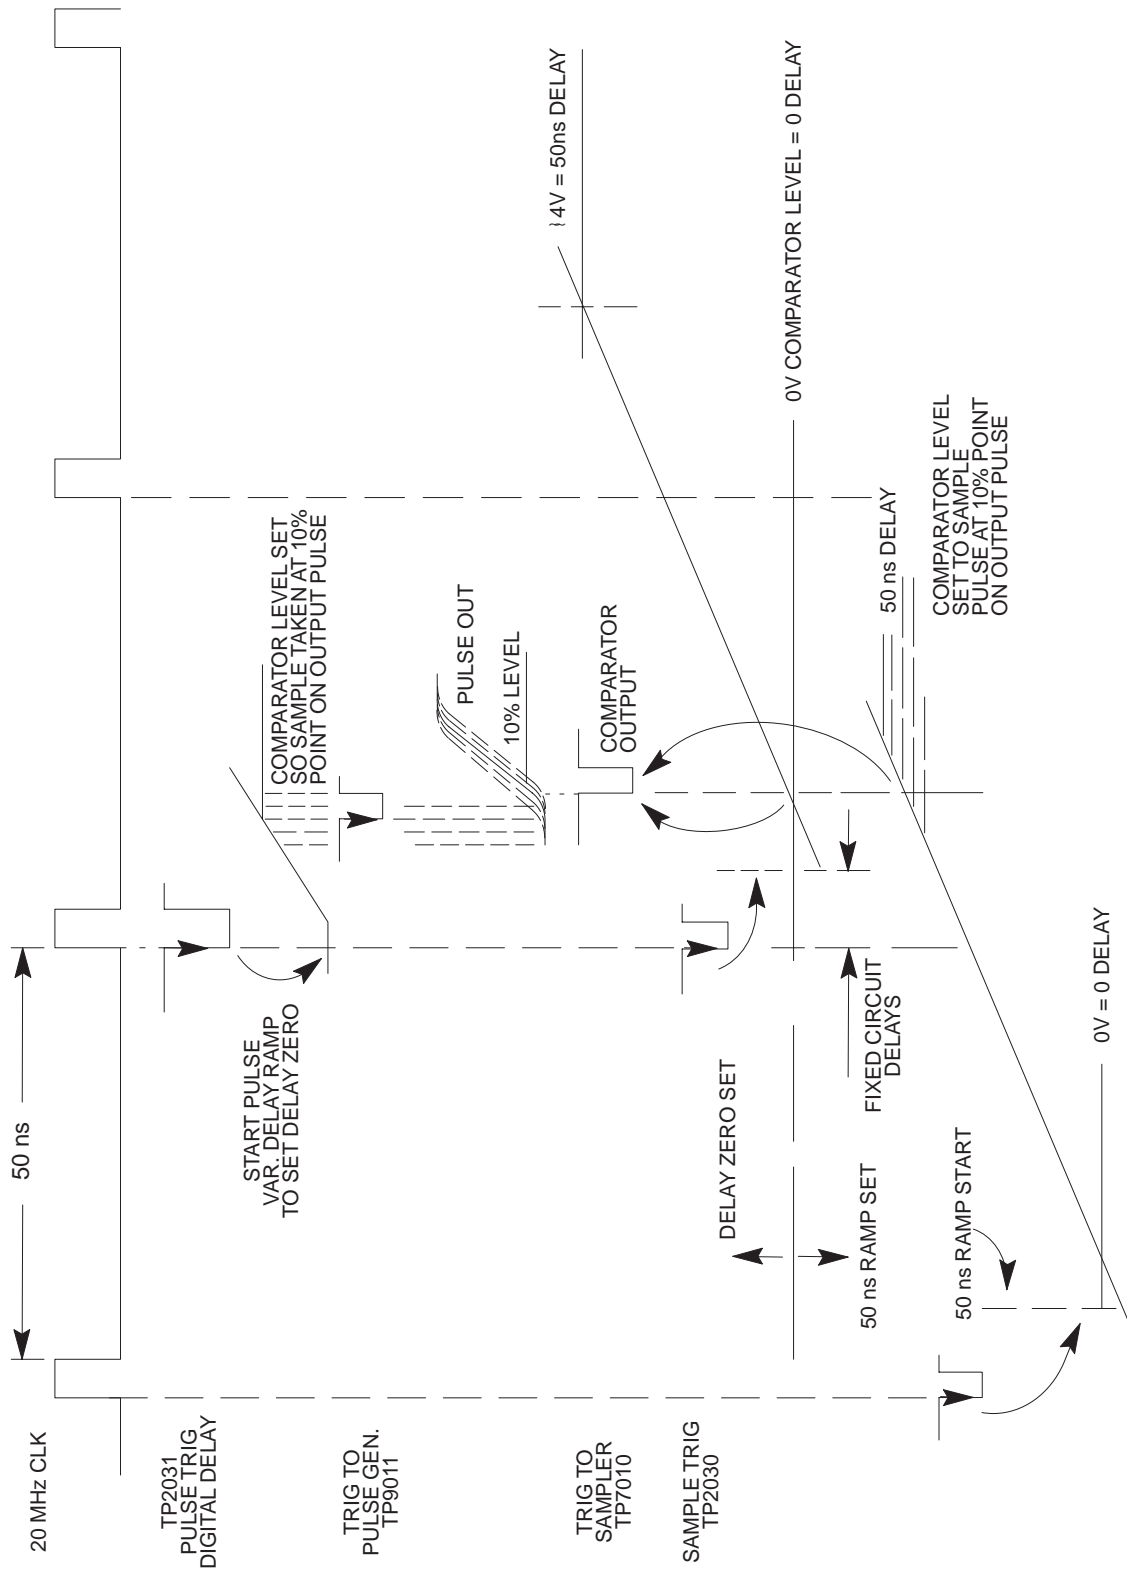 20 MHz CLK
50 ns
TP2031
PULSE TRIG
DIGITAL DELAY
START PULSE
VAR. DELAY RAMP
TO SET DELAY ZERO
COMPARATOR LEVEL SET
SO SAMPLE TAKEN AT 10%
POINT ON OUTPUT PULSE
TRIG TO
PULSE GEN.
TP9011
PULSE OUT
10% LEVEL
TRIG TO
SAMPLER
TP7010
COMPARATOR
OUTPUT
≀4V = 50ns DELAY
SAMPLE TRIG
TP2030
DELAY ZERO SET
0V COMPARATOR LEVEL = 0 DELAY
50 ns RAMP SET
FIXED CIRCUIT
DELAYS
50 ns DELAY
50 ns RAMP START
COMPARATOR LEVEL
SET TO SAMPLE
PULSE AT 10% POINT
ON OUTPUT PULSE
0V = 0 DELAY